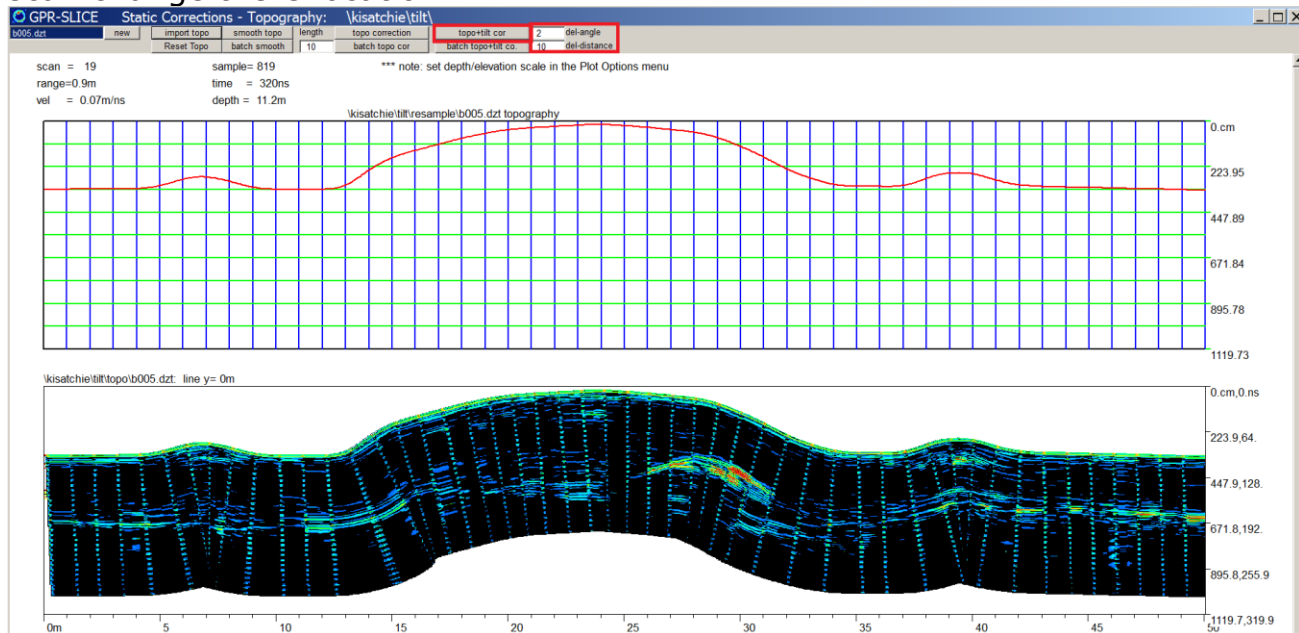 GPR-SLICE Static Corrections - Topography: \kisatchie\tilt\
b005.dzt new import topo smooth topo length topo correction topo+tilt cor 2 del-angle
Reset Topo batch smooth 10 batch topo cor batch topo+tilt co. 10 del-distance
scan = 19 sample= 819 *** note: set depth/elevation scale in the Plot Options menu
range=0.9m time = 320ns
vel = 0.07m/ns depth = 11.2m
\kisatchie\tilt\resample\b005.dzt topography
0.cm
223.95
447.89
671.84
895.78
1119.73
\kisatchie\tilt\topo\b005.dzt: line y= 0m
0.cm,0.ns
223.9,64.
447.9,128.
671.8,192.
895.8,255.9
1119.7,319.9
0m 5 10 15 20 25 30 35 40 45 50